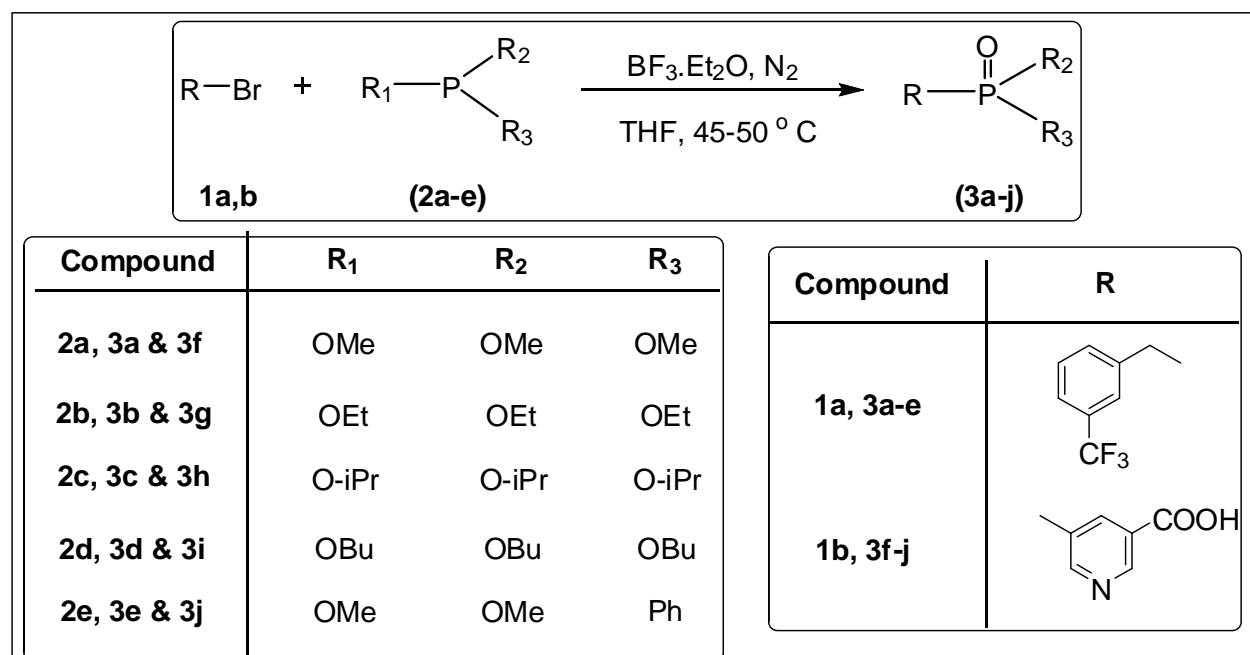 R—Br + R₁—P R₂ R₃ BF₃.Et₂O, N₂ THF, 45-50 ° C R—P O R₂ R₃
1a,b (2a-e) (3a-j)
Compound R₁ R₂ R₃
2a, 3a & 3f OMe OMe OMe
2b, 3b & 3g OEt OEt OEt
2c, 3c & 3h O-iPr O-iPr O-iPr
2d, 3d & 3i OBu OBu OBu
2e, 3e & 3j OMe OMe Ph
Compound R
1a, 3a-e CF₃
1b, 3f-j COOH N